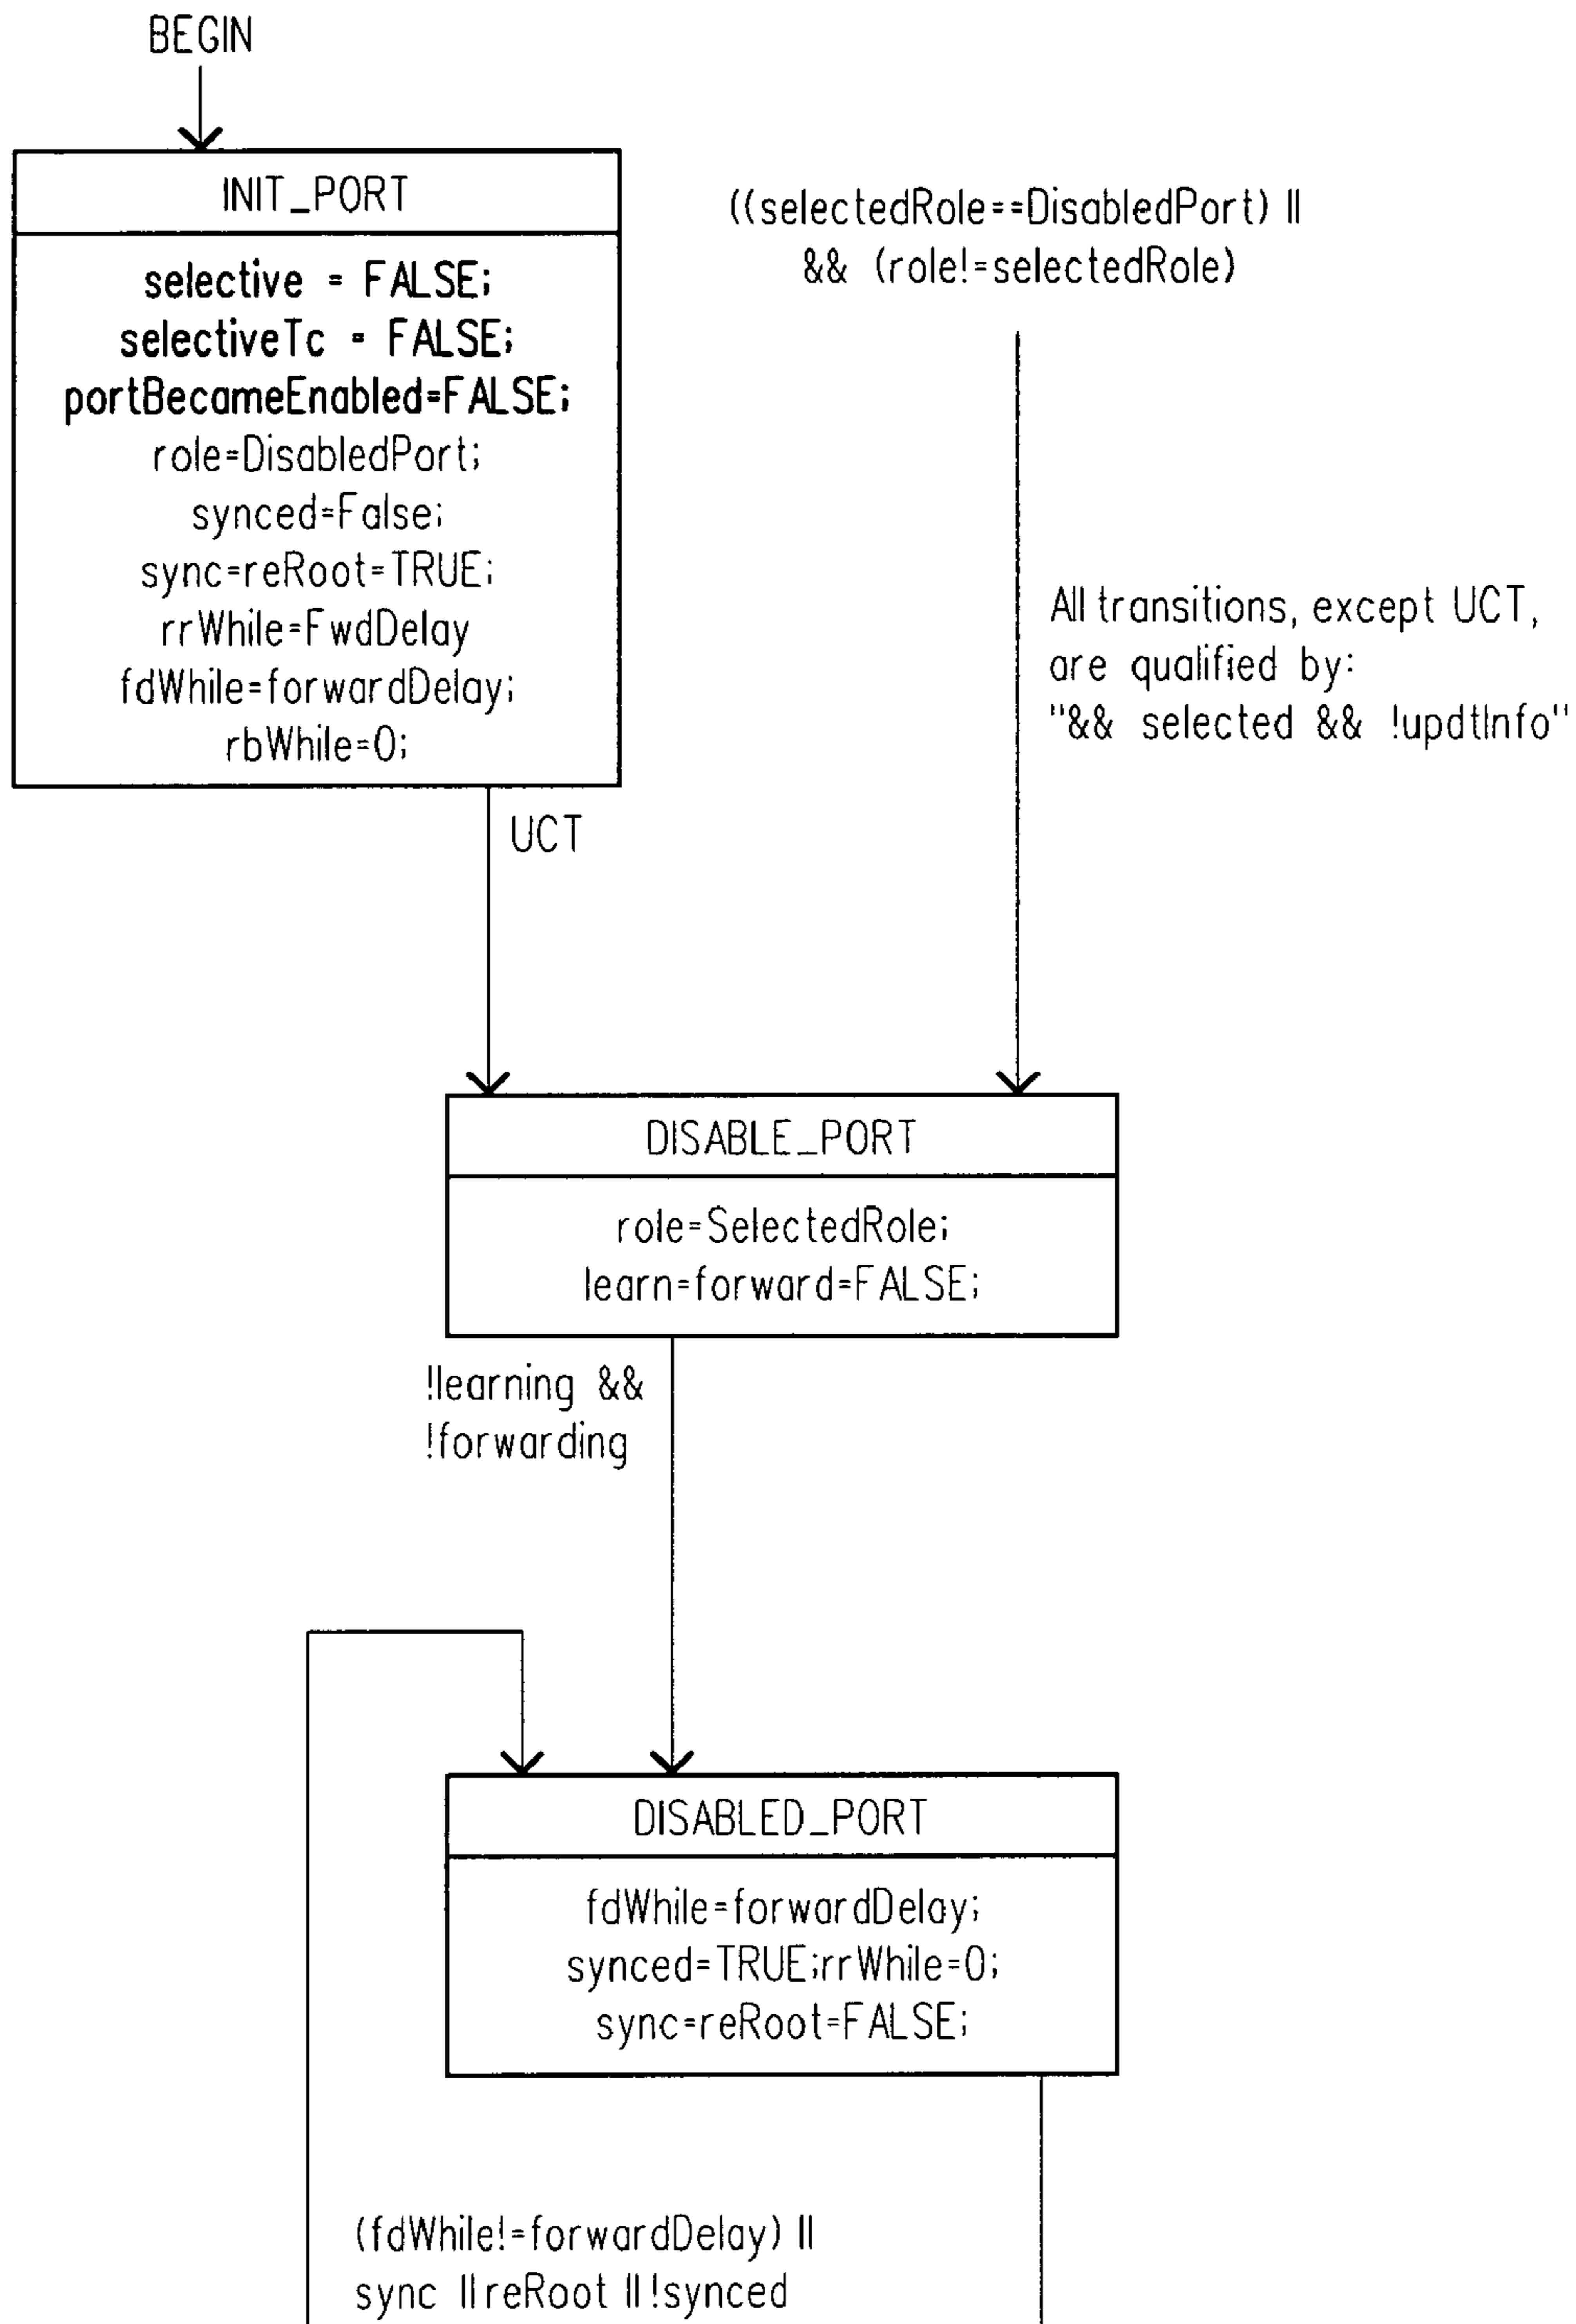 BEGIN
INIT_PORT
selective = FALSE;
selectiveTc = FALSE;
portBecameEnabled=FALSE;
role=DisabledPort;
synced=False;
sync=reRoot=TRUE;
rrWhile=FwdDelay
fdWhile=forwardDelay;
rbWhile=0;
((selectedRole==DisabledPort) ||
&& (role!=selectedRole)
All transitions, except UCT,
are qualified by:
"&& selected && !updtInfo"
UCT
DISABLE_PORT
role=SelectedRole;
learn=forward=FALSE;
!learning &&
!forwarding
DISABLED_PORT
fdWhile=forwardDelay;
synced=TRUE;rrWhile=0;
sync=reRoot=FALSE;
(fdWhile!=forwardDelay) ||
sync ||reRoot || !synced